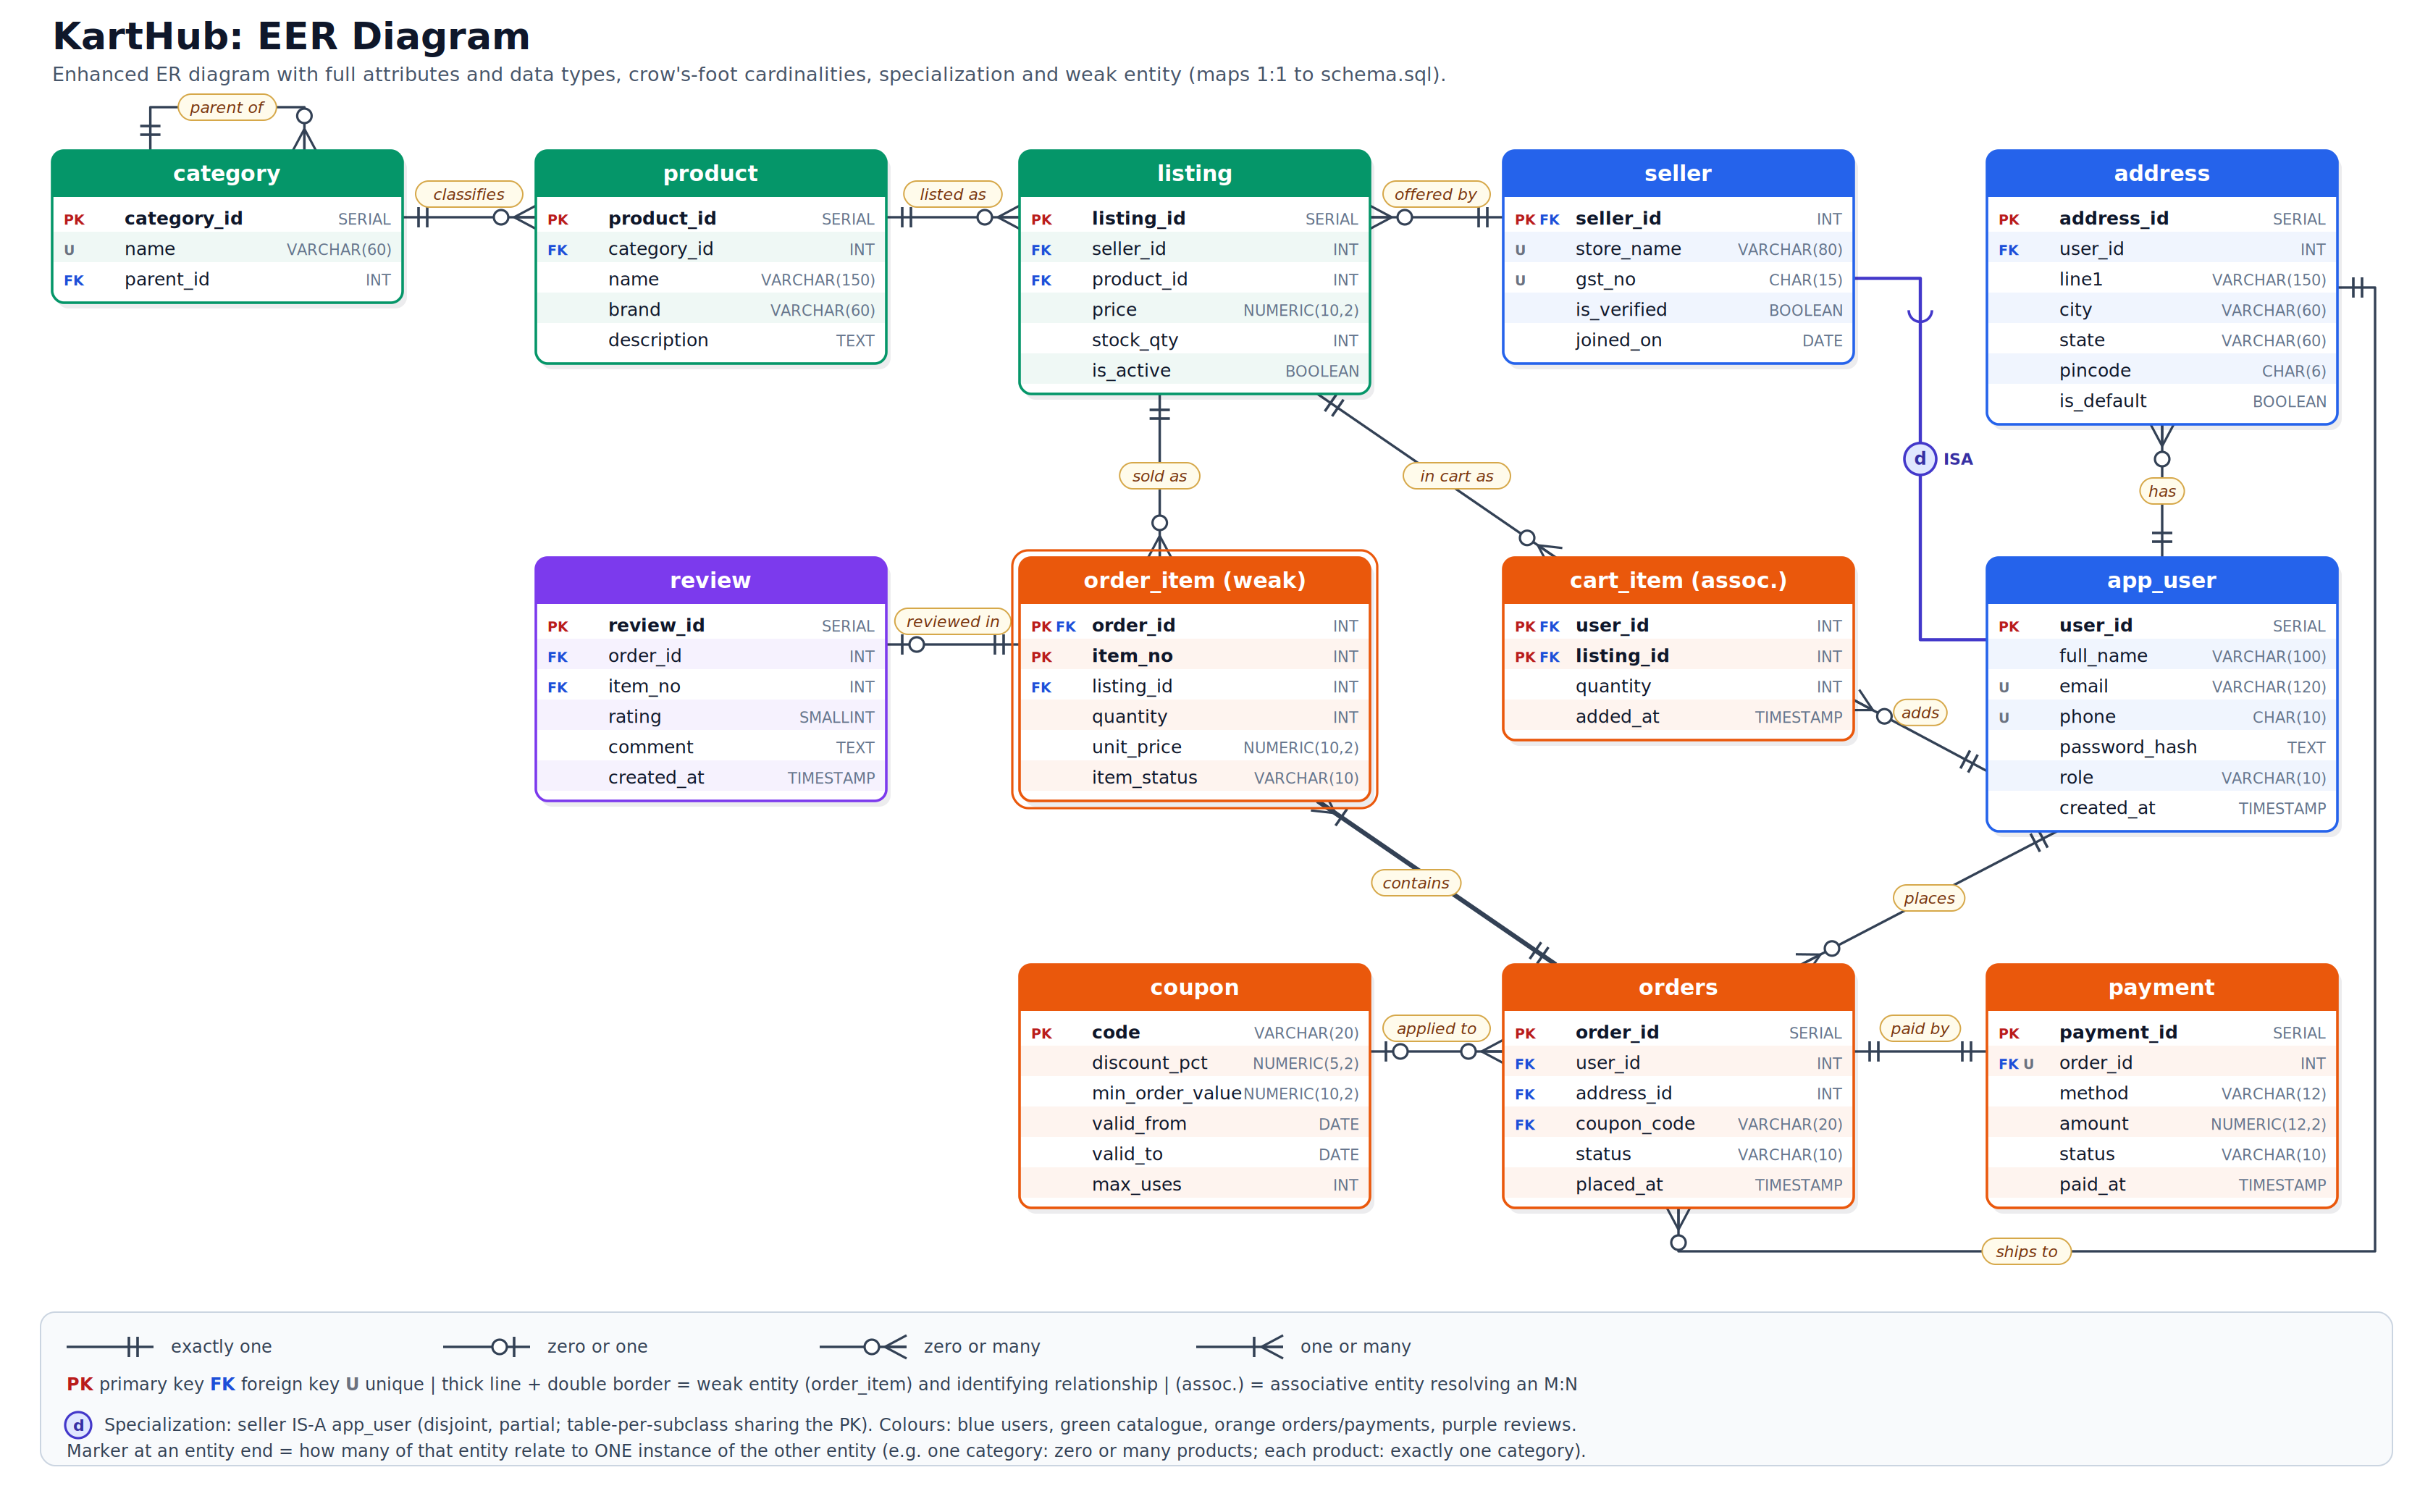 KartHub: EER Diagram
Enhanced ER diagram with full attributes and data types, crow's-foot cardinalities, specialization and weak entity (maps 1:1 to schema.sql).
parent of
category
PK category_id SERIAL
U name VARCHAR(60)
FK parent_id INT
classifies
product
PK product_id SERIAL
FK category_id INT
name VARCHAR(150)
brand VARCHAR(60)
description TEXT
listed as
listing
PK listing_id SERIAL
FK seller_id INT
FK product_id INT
price NUMERIC(10,2)
stock_qty INT
is_active BOOLEAN
offered by
seller
PK FK seller_id INT
U store_name VARCHAR(80)
U gst_no CHAR(15)
is_verified BOOLEAN
joined_on DATE
address
PK address_id SERIAL
FK user_id INT
line1 VARCHAR(150)
city VARCHAR(60)
state VARCHAR(60)
pincode CHAR(6)
is_default BOOLEAN
sold as
in cart as
d ISA
has
review
PK review_id SERIAL
FK order_id INT
FK item_no INT
rating SMALLINT
comment TEXT
created_at TIMESTAMP
reviewed in
order_item (weak)
PK FK order_id INT
PK item_no INT
FK listing_id INT
quantity INT
unit_price NUMERIC(10,2)
item_status VARCHAR(10)
cart_item (assoc.)
PK FK user_id INT
PK FK listing_id INT
quantity INT
added_at TIMESTAMP
adds
app_user
PK user_id SERIAL
full_name VARCHAR(100)
U email VARCHAR(120)
U phone CHAR(10)
password_hash TEXT
role VARCHAR(10)
created_at TIMESTAMP
contains
places
coupon
PK code VARCHAR(20)
discount_pct NUMERIC(5,2)
min_order_value NUMERIC(10,2)
valid_from DATE
valid_to DATE
max_uses INT
applied to
orders
PK order_id SERIAL
FK user_id INT
FK address_id INT
FK coupon_code VARCHAR(20)
status VARCHAR(10)
placed_at TIMESTAMP
paid by
payment
PK payment_id SERIAL
FK U order_id INT
method VARCHAR(12)
amount NUMERIC(12,2)
status VARCHAR(10)
paid_at TIMESTAMP
ships to
exactly one
zero or one
zero or many
one or many
PK primary key FK foreign key U unique | thick line + double border = weak entity (order_item) and identifying relationship | (assoc.) = associative entity resolving an M:N
d Specialization: seller IS-A app_user (disjoint, partial; table-per-subclass sharing the PK). Colours: blue users, green catalogue, orange orders/payments, purple reviews.
Marker at an entity end = how many of that entity relate to ONE instance of the other entity (e.g. one category: zero or many products; each product: exactly one category).